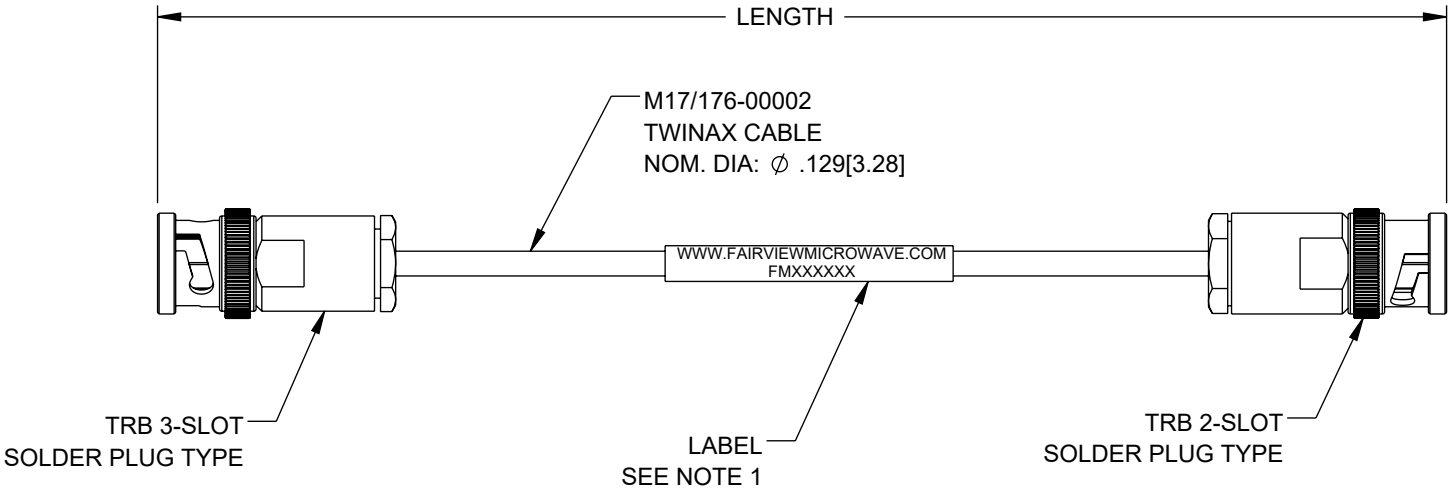 LENGTH
M17/176-00002
TWINAX CABLE
NOM. DIA: ∅ .129[3.28]
WWW.FAIRVIEWMICROWAVE.COM
FMXXXXXX
TRB 3-SLOT
SOLDER PLUG TYPE
LABEL
SEE NOTE 1
TRB 2-SLOT
SOLDER PLUG TYPE